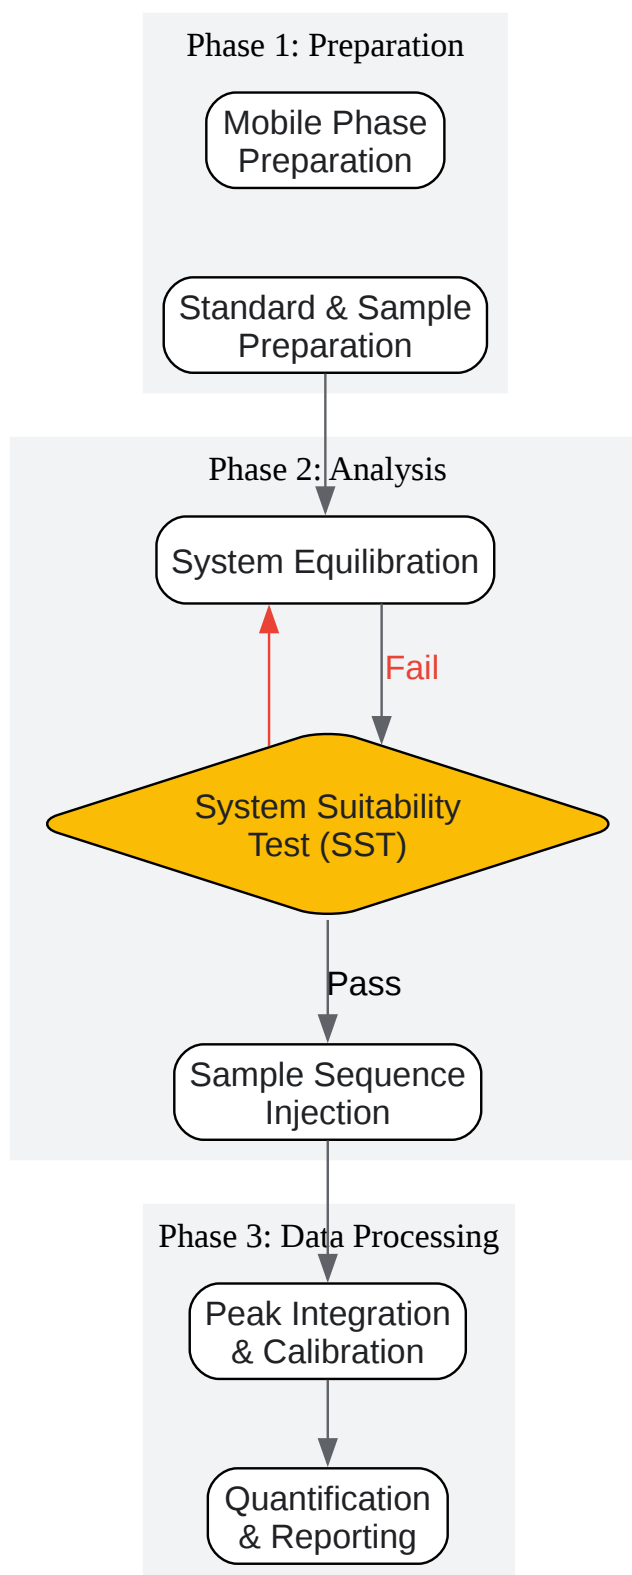 Phase 1: Preparation
Mobile Phase
Preparation
Standard & Sample
Preparation
Phase 2: Analysis
System Equilibration
Fail
System Suitability
Test (SST)
Pass
Sample Sequence
Injection
Phase 3: Data Processing
Peak Integration
& Calibration
Quantification
& Reporting